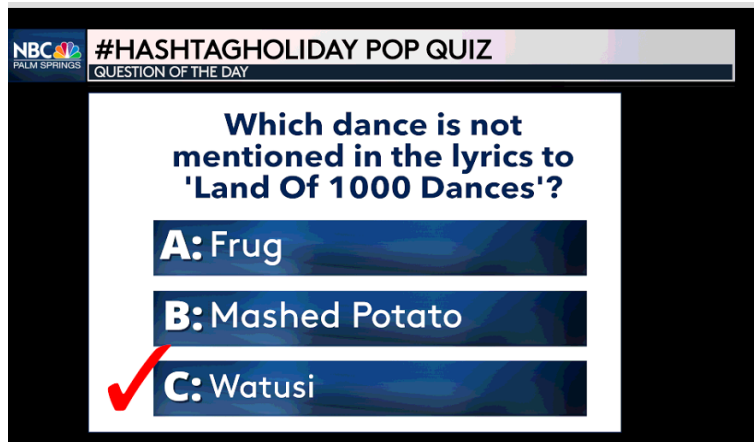 NBC
PALM SPRINGS
#HASHTAGHOLIDAY POP QUIZ
QUESTION OF THE DAY
Which dance is not
mentioned in the lyrics to
'Land Of 1000 Dances'?
A: Frug
B: Mashed Potato
C: Watusi